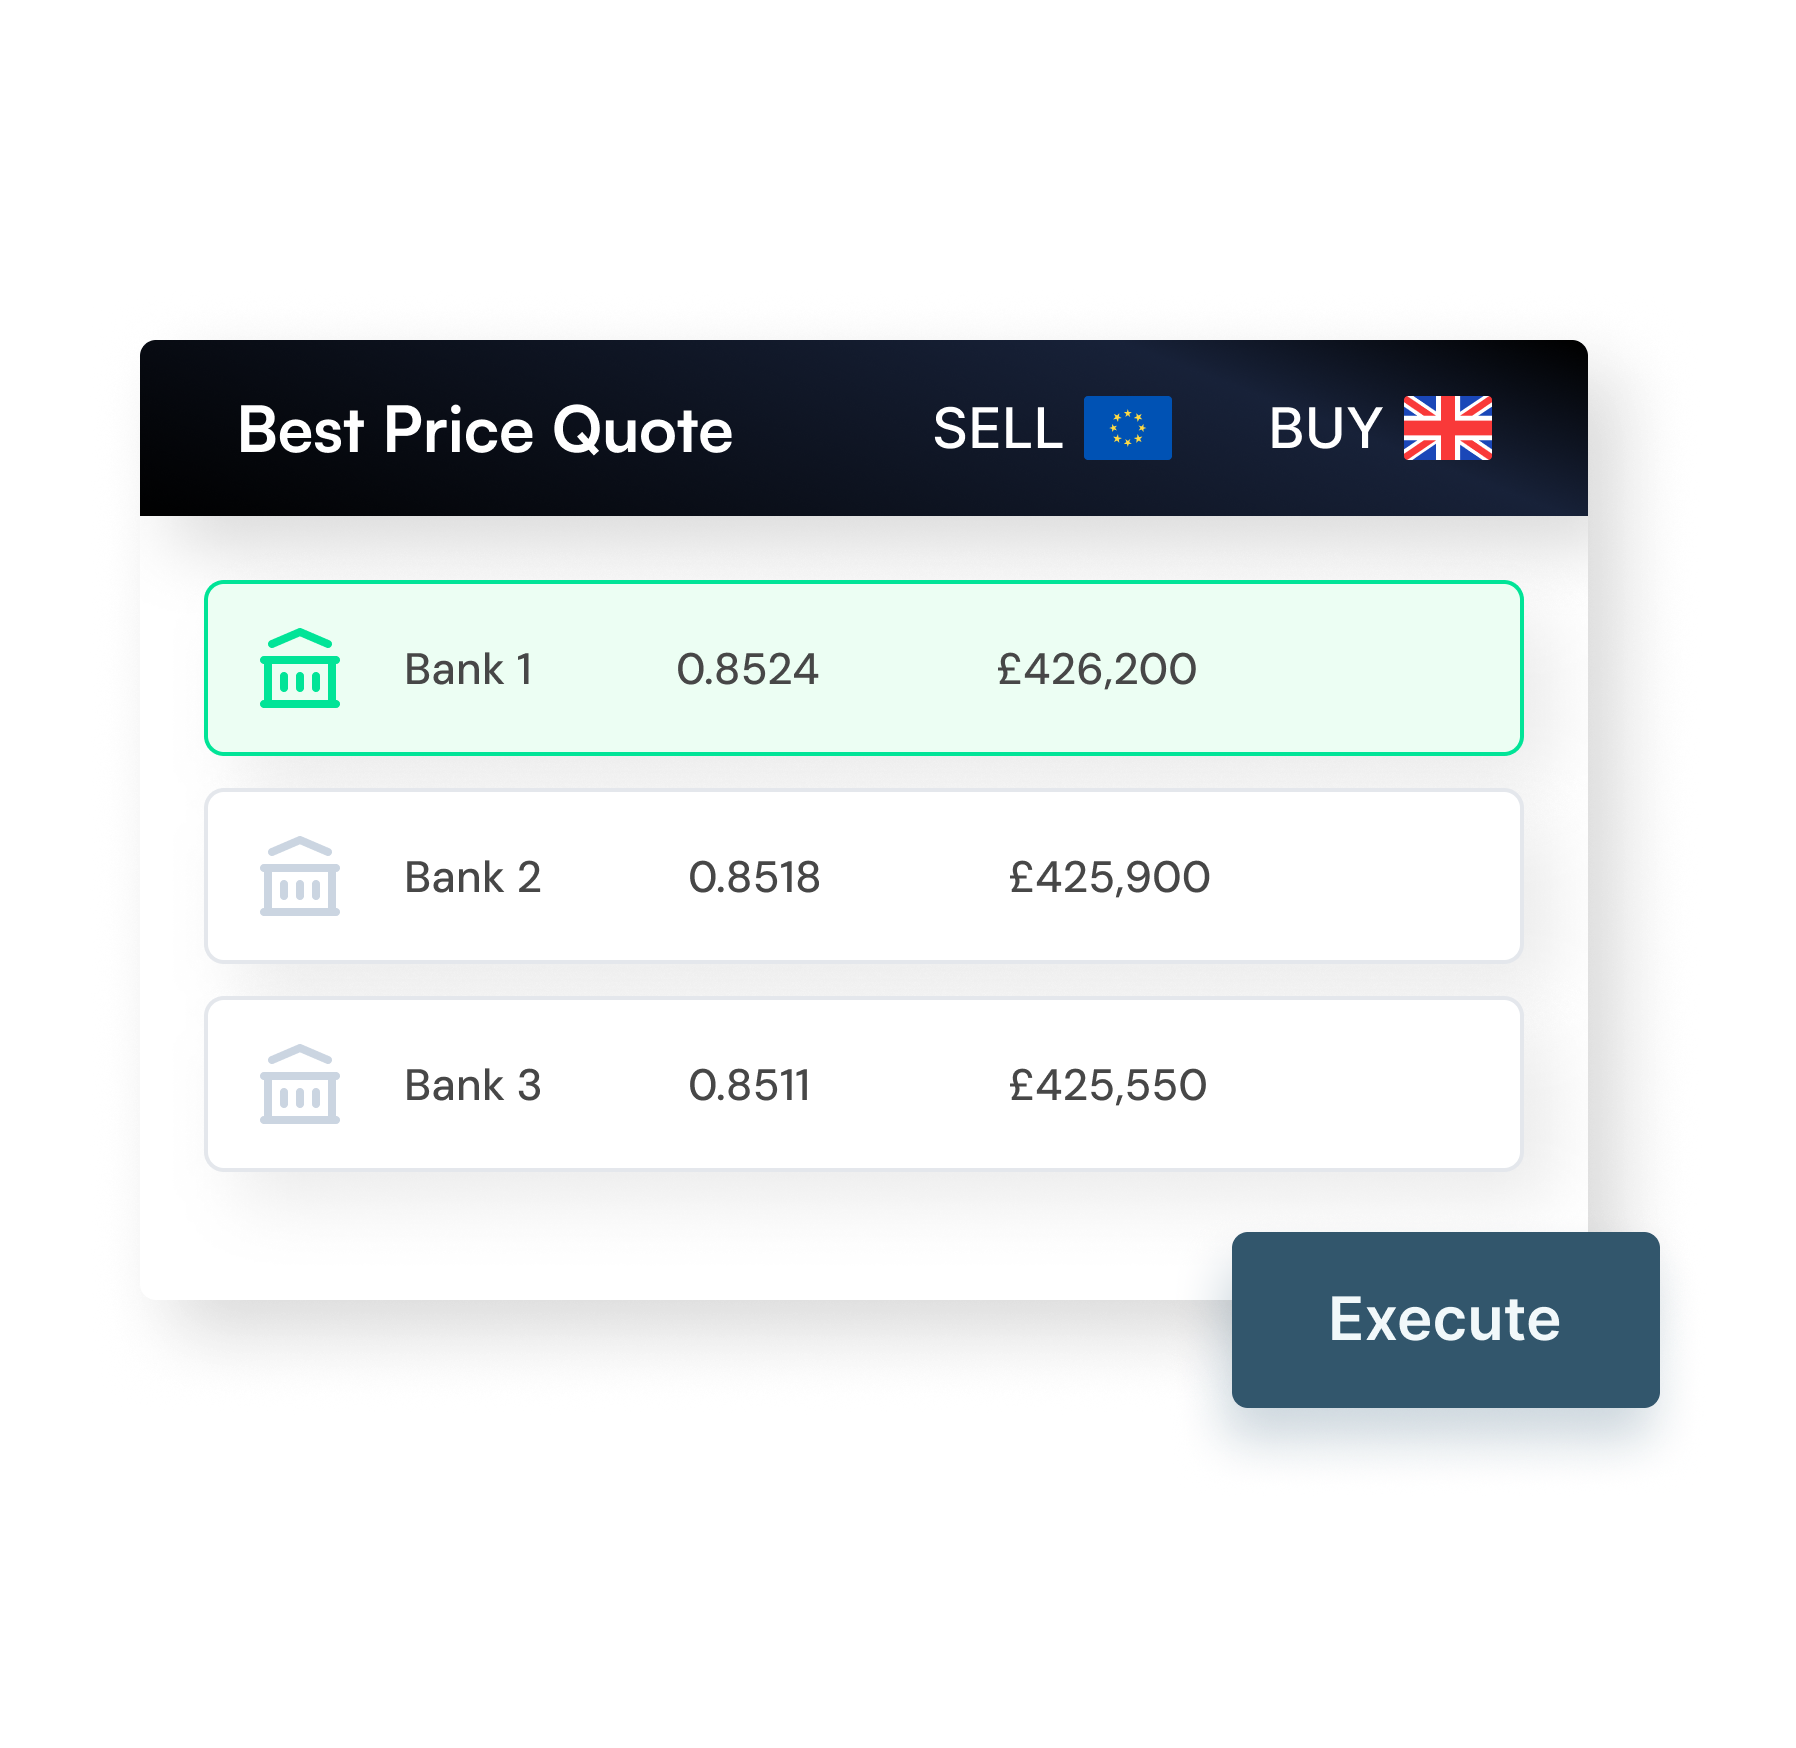 Best Price Quote SELL BUY
Bank 1 0.8524 £426,200
Bank 2 0.8518 £425,900
Bank 3 0.8511 £425,550
Execute